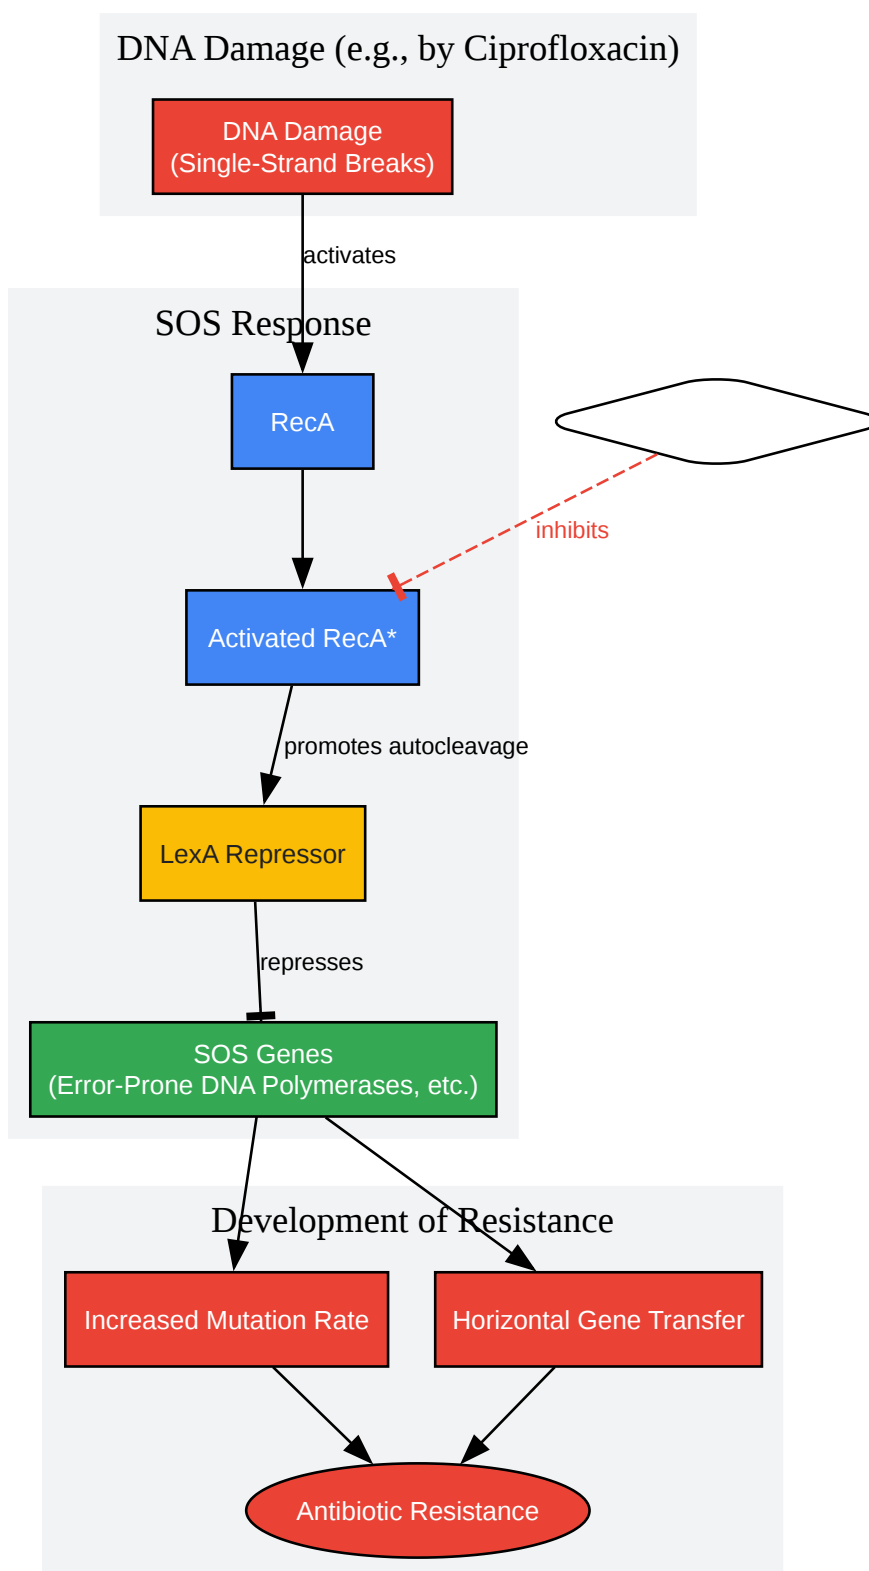 DNA Damage (e.g., by Ciprofloxacin)
DNA Damage
(Single-Strand Breaks)
activates
SOS Response
RecA
inhibits
Activated RecA*
promotes autocleavage
LexA Repressor
represses
SOS Genes
(Error-Prone DNA Polymerases, etc.)
Development of Resistance
Increased Mutation Rate
Horizontal Gene Transfer
Antibiotic Resistance